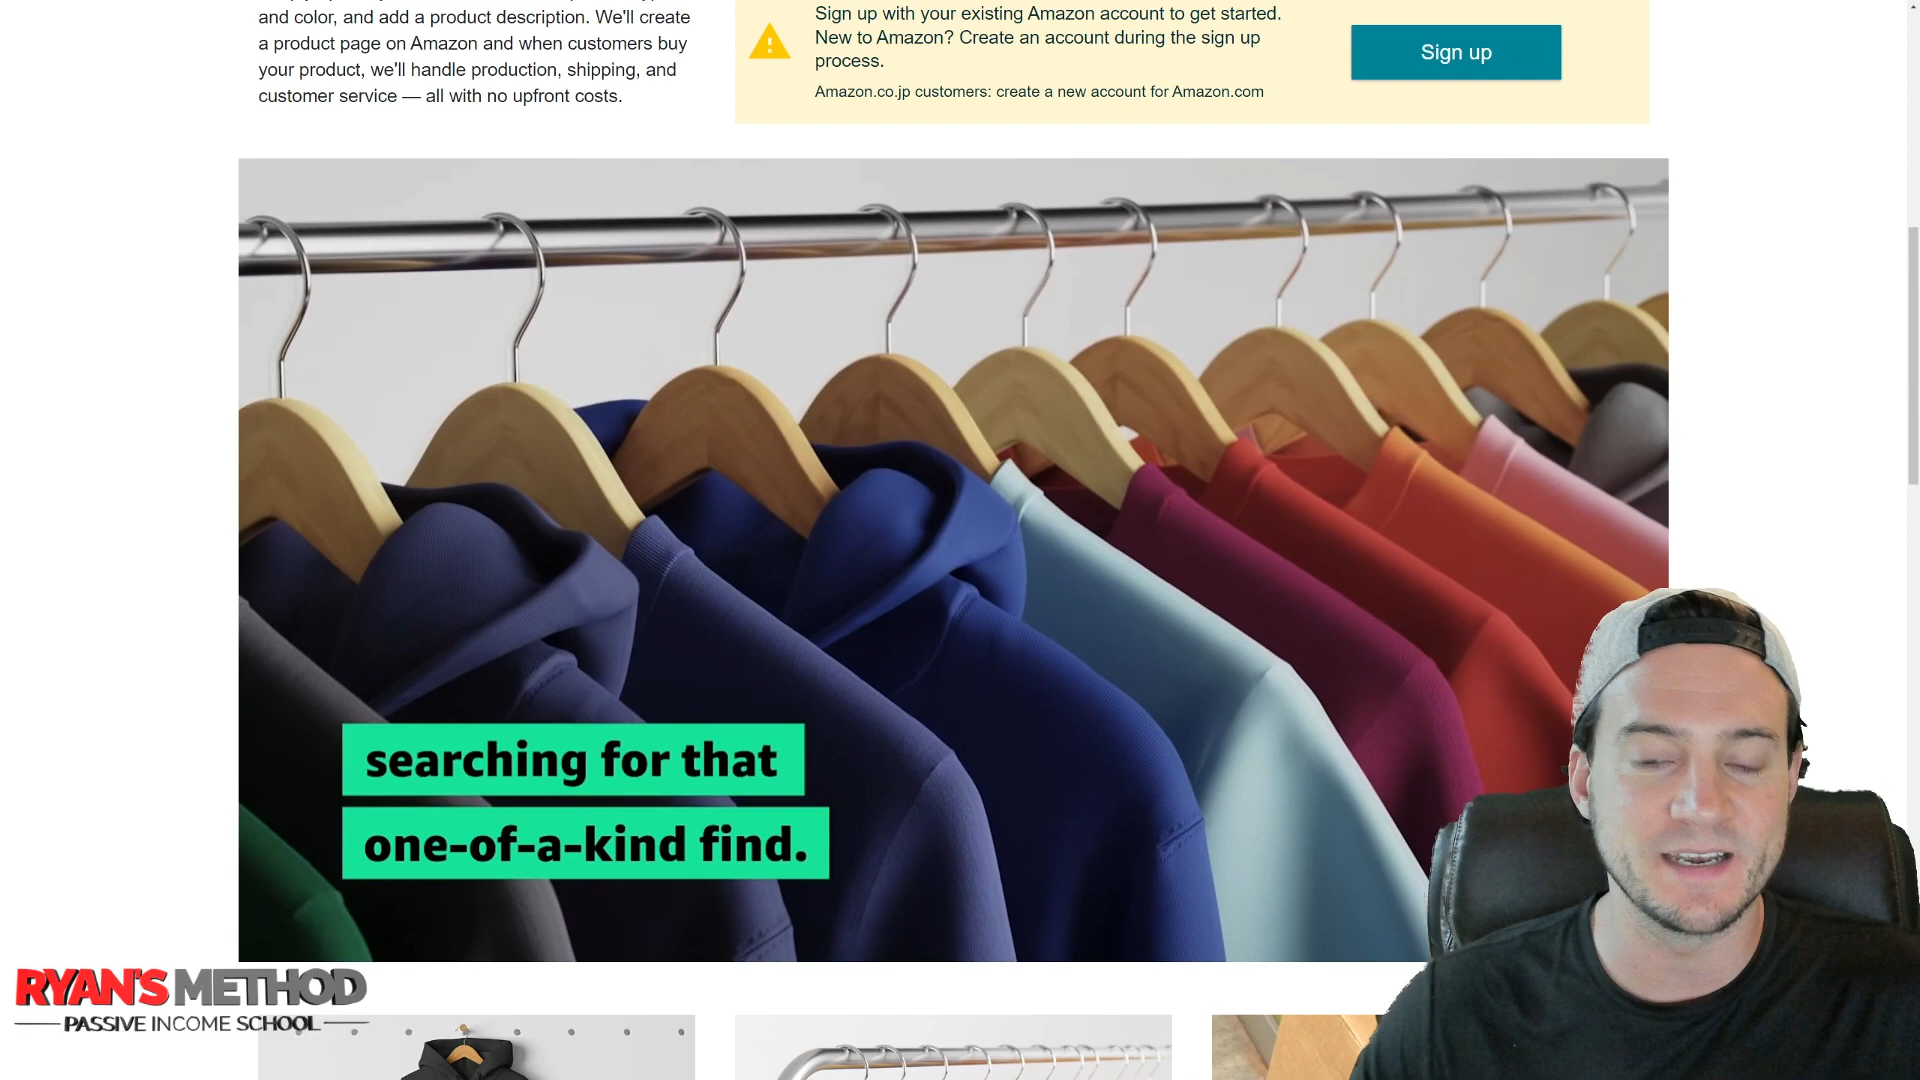 and color, and add a product description. We'll create
a product page on Amazon and when customers buy
your product, we'll handle production, shipping, and
customer service — all with no upfront costs.
Sign up with your existing Amazon account to get started.
New to Amazon? Create an account during the sign up
process.
Amazon.co.jp customers: create a new account for Amazon.com
Sign up
searching for that
one-of-a-kind find.
RYAN'S METHOD
PASSIVE INCOME SCHOOL